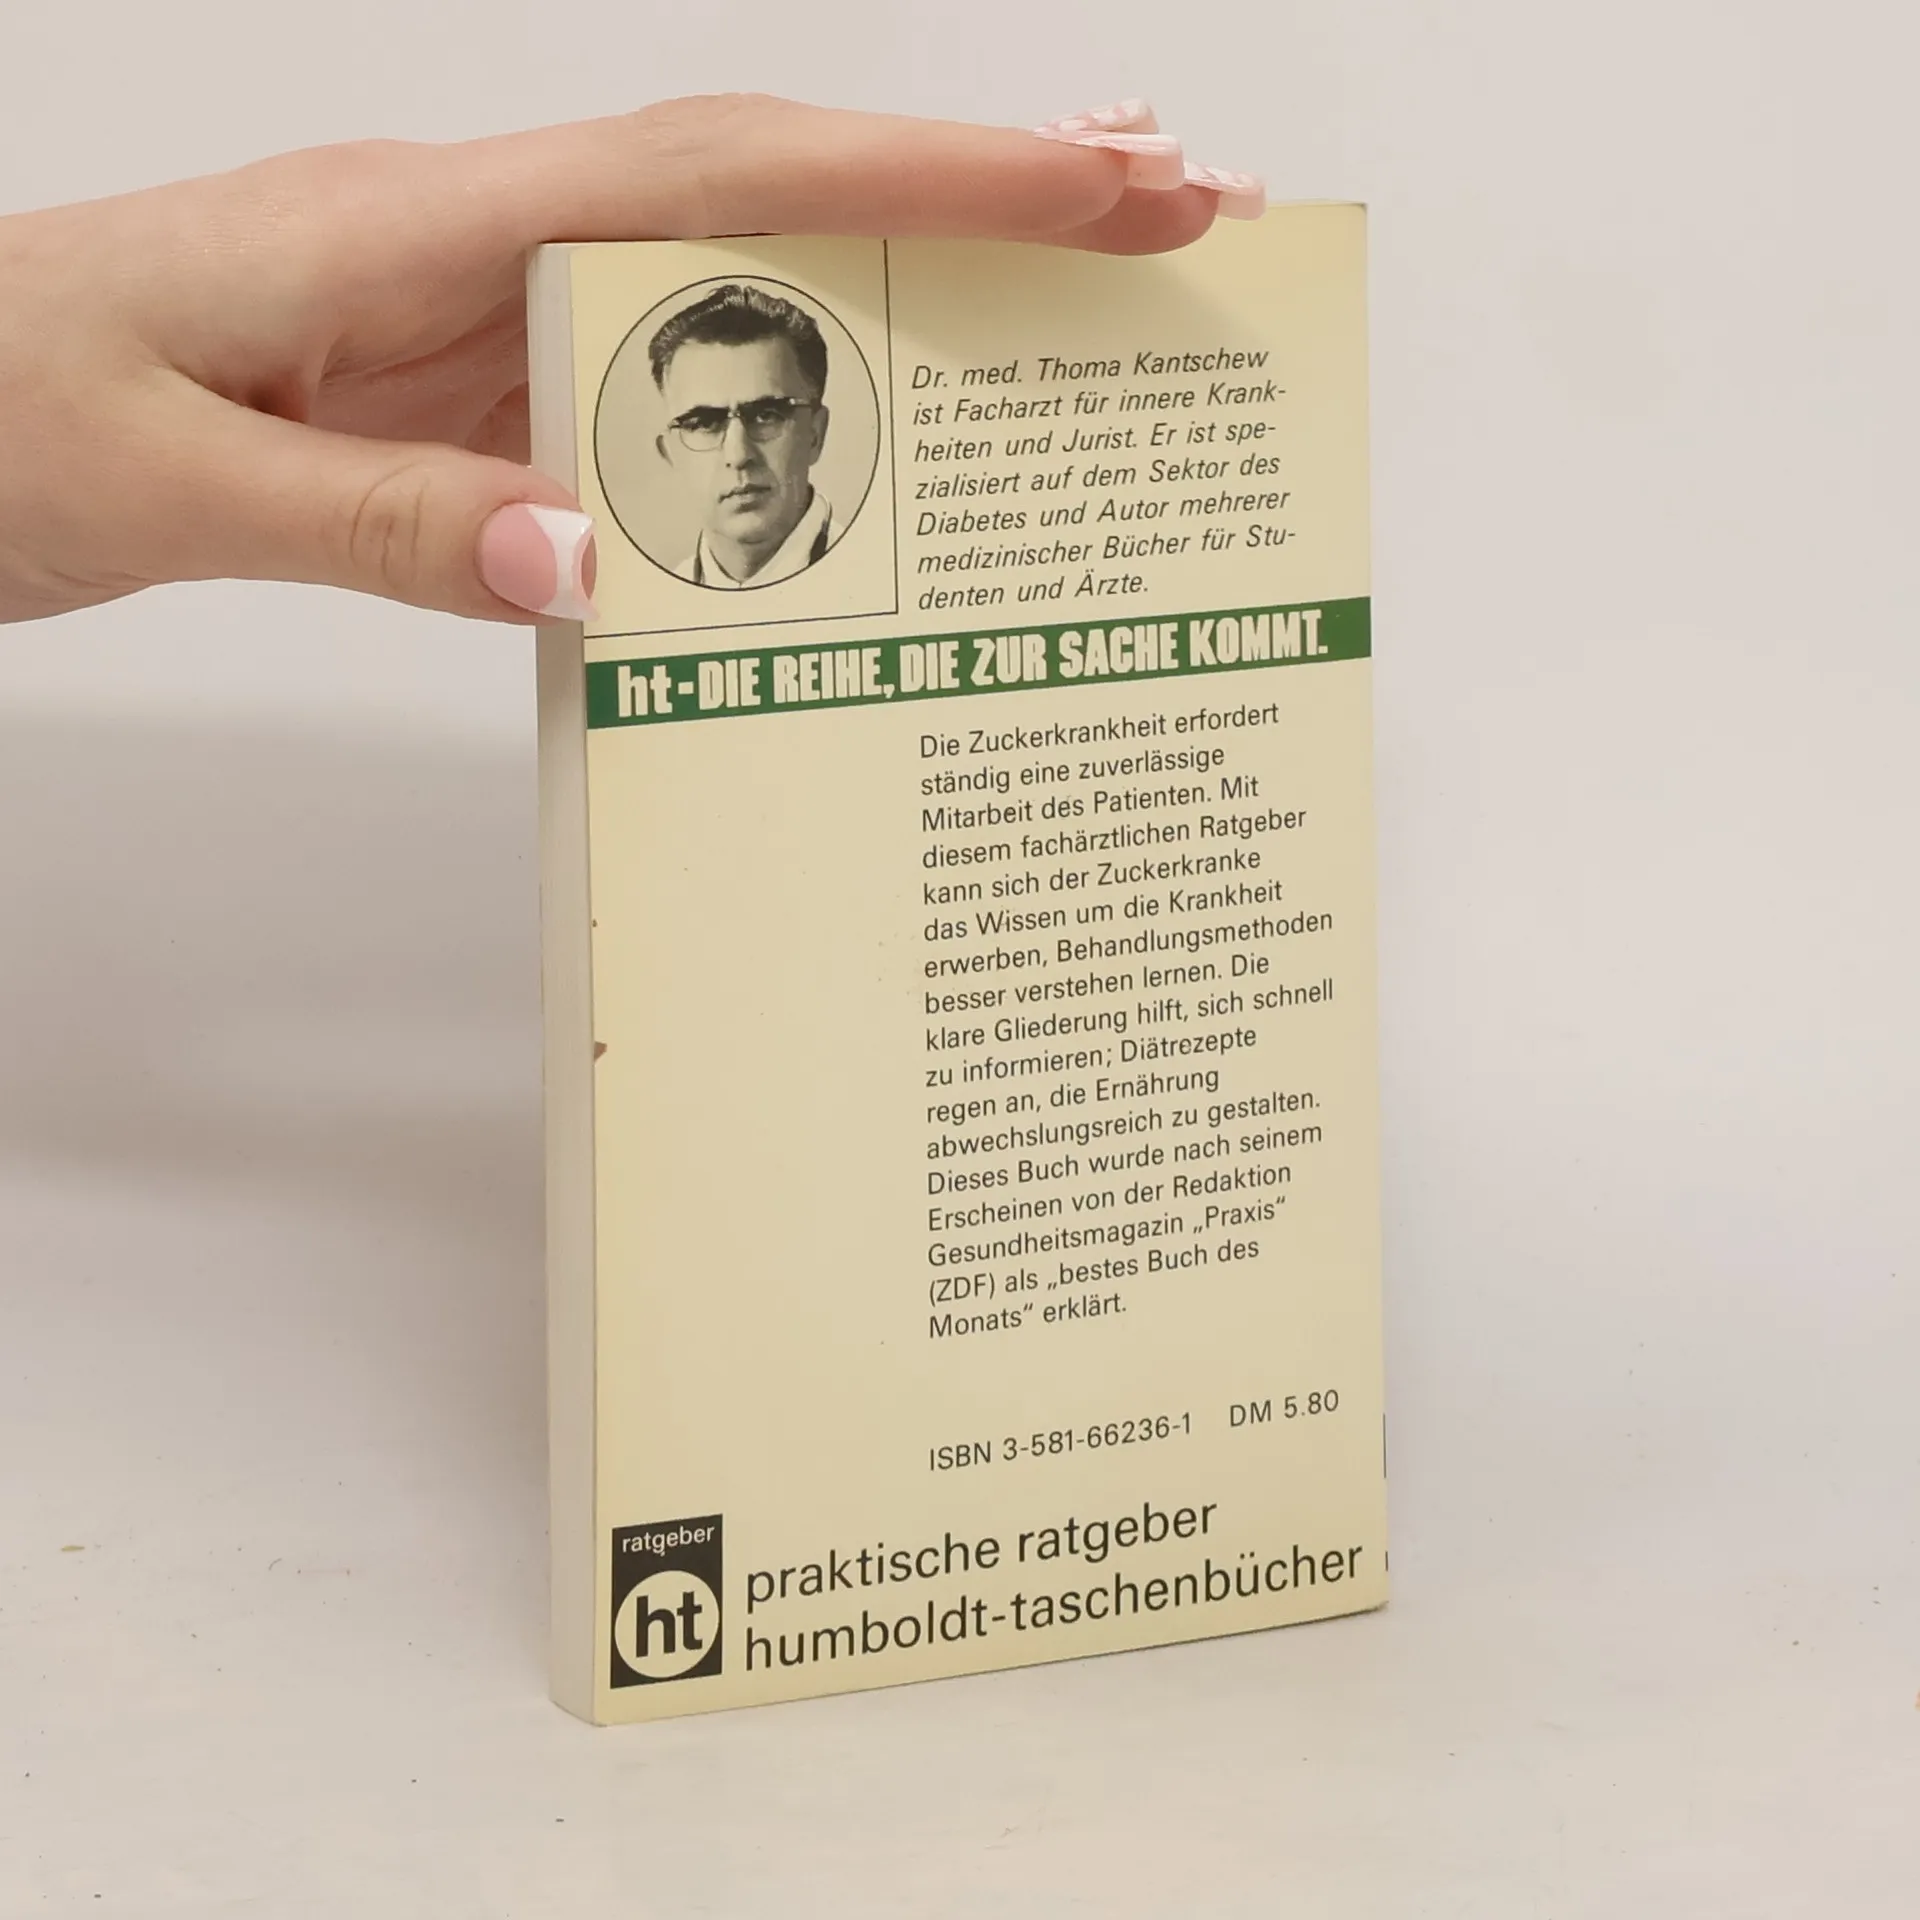 Dr. med. Thoma Kantschew
ist Facharzt für innere Krank-
heiten und Jurist. Er ist spe-
zialisiert auf dem Sektor des
Diabetes und Autor mehrerer
medizinischer Bücher für Stu-
denten und Ärzte.
ht-DIE REIHE, DIE ZUR SACHE KOMMT.
Die Zuckerkrankheit erfordert
ständig eine zuverlässige
Mitarbeit des Patienten. Mit
diesem fachärztlichen Ratgeber
kann sich der Zuckerkranke
das Wissen um die Krankheit
erwerben, Behandlungsmethoden
besser verstehen lernen. Die
klare Gliederung hilft, sich schnell
zu informieren; Diätrezepte
regen an, die Ernährung
abwechslungsreich zu gestalten.
Dieses Buch wurde nach seinem
Erscheinen von der Redaktion
Gesundheitsmagazin „Praxis“
(ZDF) als „bestes Buch des
Monats“ erklärt.
ISBN 3-581-66236-1 DM 5.80
ratgeber
ht
praktische ratgeber
humboldt-taschenbücher